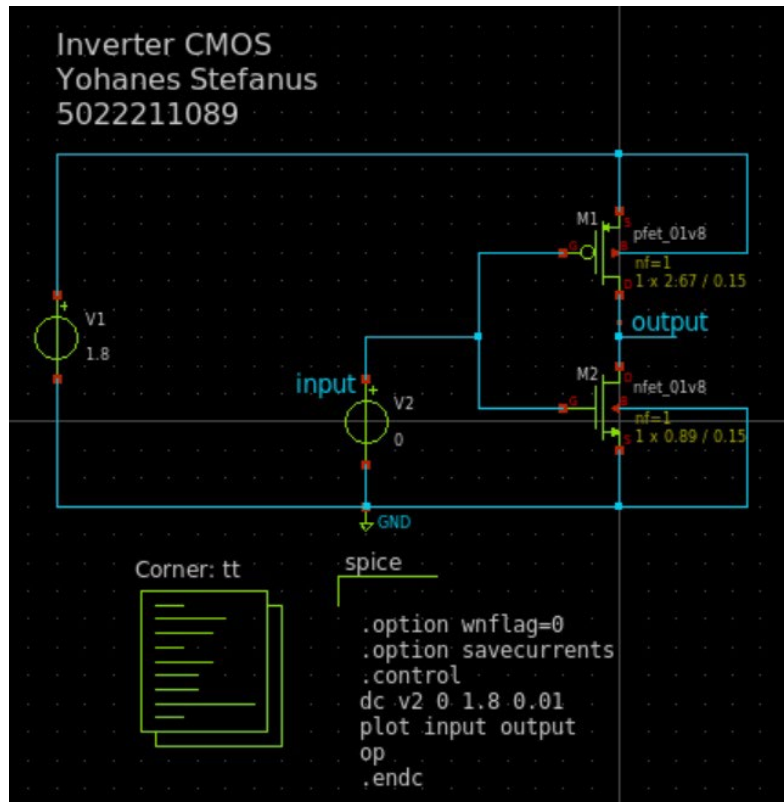 Inverter CMOS
Yohanes Stefanus
5022211089
M1
S
pfet_01v8
G
B
nf=1
D
1 x 2:67 / 0.15
+
V1
1.8
output
input
+
V2
0
M2
D
nfet_01v8
G
B
nf=1
S
1 x 0.89 / 0.15
GND
Corner: tt
spice
.option wnflag=0
.option savecurrents
.control
dc v2 0 1.8 0.01
plot input output
op
.endc